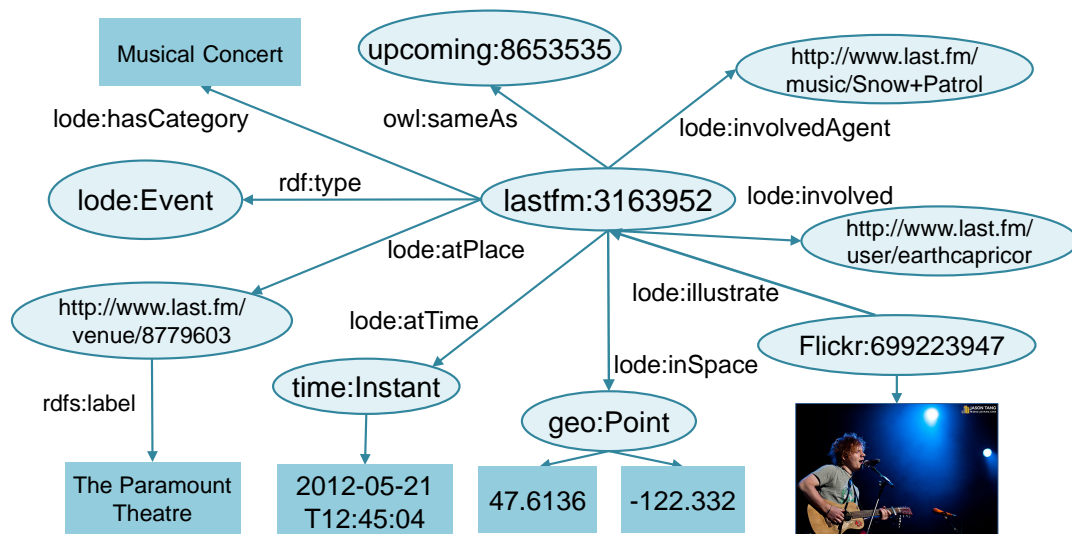 Musical Concert
upcoming:8653535
http://www.last.fm/
music/Snow+Patrol
lode:hasCategory
owl:sameAs
lode:involvedAgent
rdf:type
lode:Event
lastfm:3163952
lode:involved
http://www.last.fm/
user/earthcapricor
lode:atPlace
lode:illustrate
http://www.last.fm/
venue/8779603
lode:atTime
Flickr:699223947
lode:inSpace
time:Instant
rdfs:label
geo:Point
JASON TANG
The Paramount
Theatre
2012-05-21
T12:45:04
47.6136
-122.332